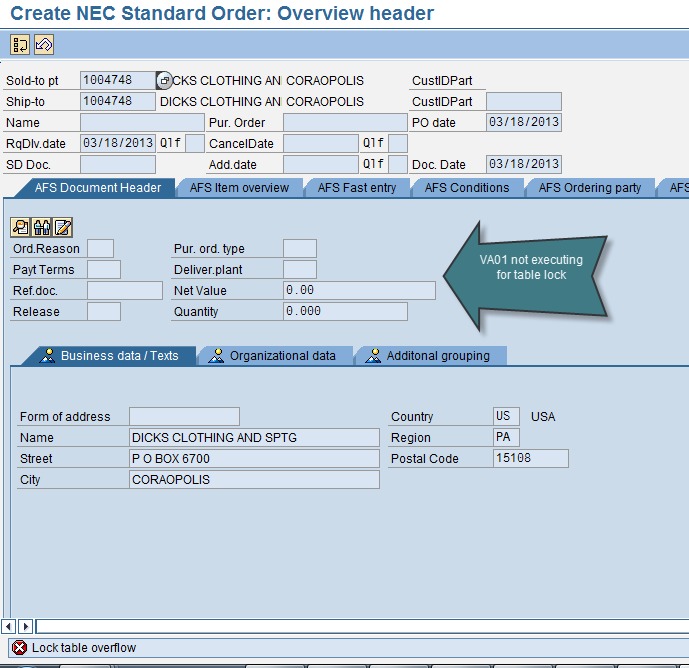 Create NEC Standard Order: Overview header
Sold-to pt 1004748 CKS CLOTHING AN CORAOPOLIS CustIDPart
Ship-to 1004748 DICKS CLOTHING AN CORAOPOLIS CustIDPart
Name Pur. Order PO date 03/18/2013
RqDlv.date 03/18/2013 Qlf CancelDate Qlf
SD Doc. Add.date Qlf Doc. Date 03/18/2013
AFS Document Header AFS Item overview AFS Fast entry AFS Conditions AFS Ordering party AFS
Ord.Reason Pur. ord. type
Payt Terms Deliver.plant
Ref.doc. Net Value 0.00
Release Quantity 0.000
VA01 not executing
for table lock
Business data / Texts Organizational data Additonal grouping
Form of address Country US USA
Name DICKS CLOTHING AND SPTG Region PA
Street P O BOX 6700 Postal Code 15108
City CORAOPOLIS
Lock table overflow